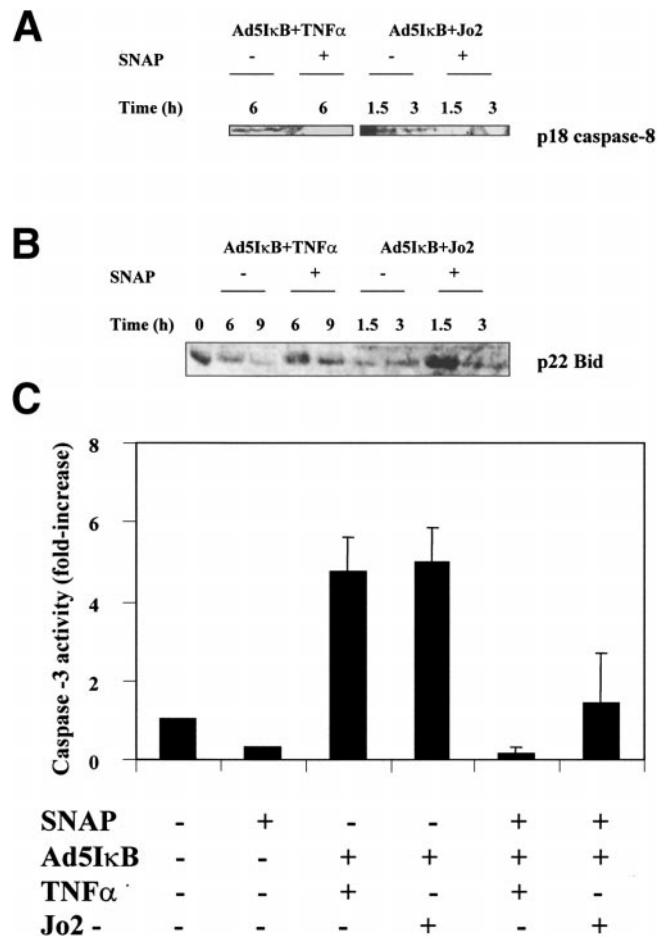 A
Ad5IκB+TNFα Ad5IκB+Jo2
SNAP - + - +
Time (h) 6 6 1.5 3 1.5 3
p18 caspase-8
B
Ad5IκB+TNFα Ad5IκB+Jo2
SNAP - + - +
Time (h) 0 6 9 6 9 1.5 3 1.5 3
p22 Bid
C
Caspase -3 activity (fold-increase)
8
6
4
2
0
SNAP - + - - + +
Ad5IκB - - + + + +
TNFα - - + - + -
Jo2 - - - - + - +